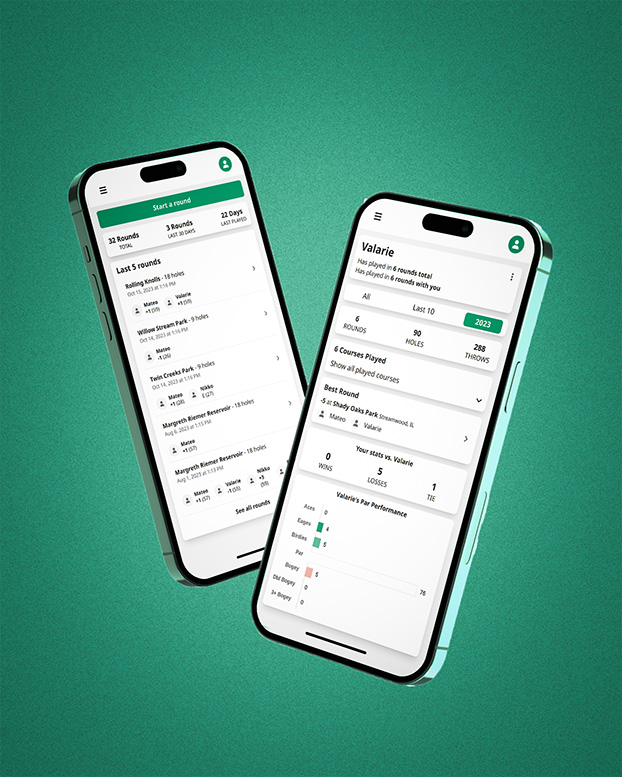 Start a round
32 Rounds
TOTAL
3 Rounds
LAST 30 DAYS
22 Days
LAST PLAYED
Last 5 rounds
Rolling Knolls - 18 holes
Oct 15, 2023 at 1:16 PM
Mateo
+1 (59)
Valarie
+1 (59)
Willow Stream Park - 9 holes
Oct 14, 2023 at 1:16 PM
Mateo
-1 (26)
Twin Creeks Park - 9 holes
Oct 14, 2023 at 1:15 PM
Mateo
+1 (28)
Nikko
E (27)
Margreth Riemer Reservoir - 18 holes
Aug 6, 2023 at 1:15 PM
Mateo
+1 (57)
Margreth Riemer Reservoir - 18 holes
Aug 1, 2023 at 1:13 PM
Mateo
+1 (57)
Valarie
-1 (55)
Nikko
+3
(59)
See all rounds
Valarie
Has played in 6 rounds total
Has played in 6 rounds with you
All
Last 10
2023
6
ROUNDS
90
HOLES
288
THROWS
6 Courses Played
Show all played courses
Best Round
-5 at Shady Oaks Park Streamwood, IL
Mateo
Valarie
Your stats vs. Valarie
0
WINS
5
LOSSES
1
TIE
Valarie's Par Performance
Aces 0
Eagles 4
Birdies 5
Par 76
Bogey 5
Dbl Bogey 0
3+ Bogey 0